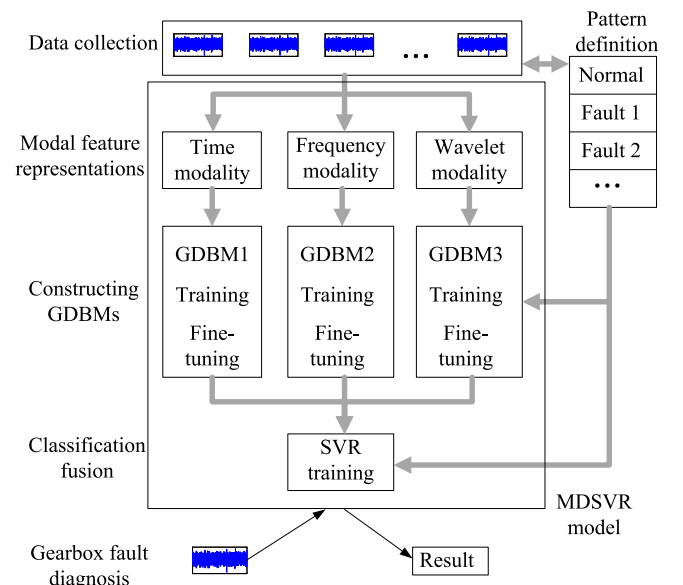 Data collection
...
Pattern
definition
Normal
Fault 1
Fault 2
...
Modal feature
representations
Time
modality
Frequency
modality
Wavelet
modality
Constructing
GDBMs
GDBM1
Training
Fine-
tuning
GDBM2
Training
Fine-
tuning
GDBM3
Training
Fine-
tuning
Classification
fusion
SVR
training
MDSVR
model
Gearbox fault
diagnosis
Result